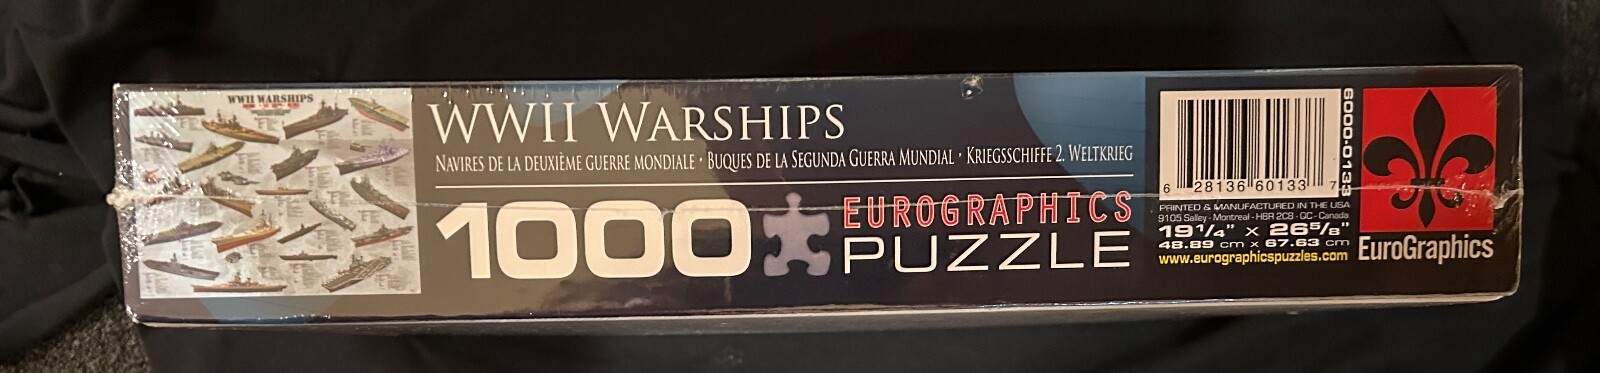 WWII WARSHIPS
WWII WARSHIPS
NAVIRES DE LA DEUXIÈME GUERRE MONDIALE · BUQUES DE LA SEGUNDA GUERRA MUNDIAL · KRIEGSSCHIFFE 2. WELTKRIEG
1000
EUROGRAPHICS
PUZZLE
6 28136 60133 7
6000-0133
PRINTED & MANUFACTURED IN THE USA
9105 Salley - Montreal - H8R 2C8 - QC - Canada
19 1/4" x 26 5/8"
48.89 cm x 67.63 cm
www.eurographicspuzzles.com
EuroGraphics